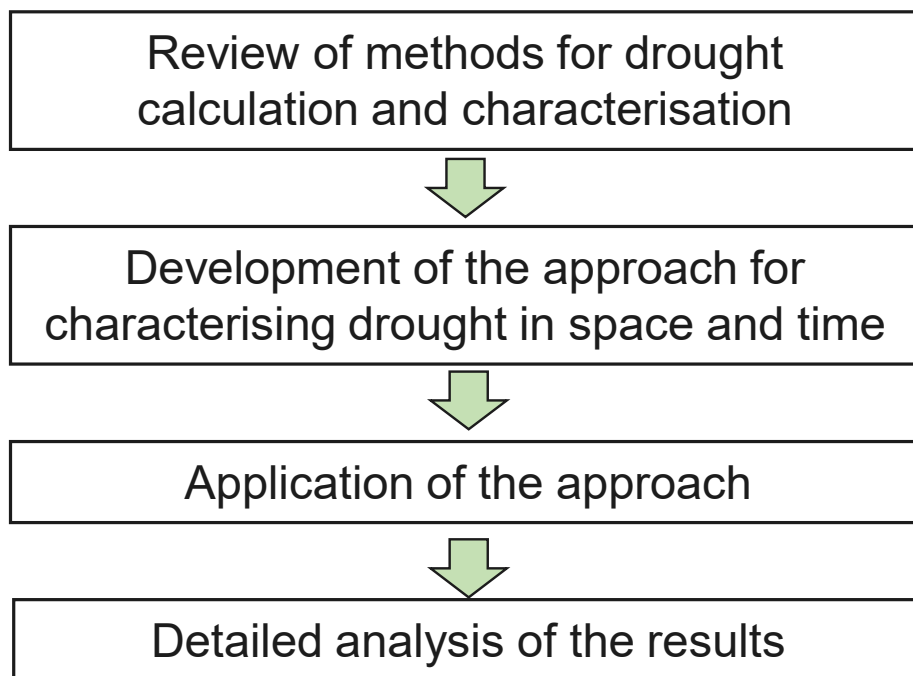 Review of methods for drought
calculation and characterisation
Development of the approach for
characterising drought in space and time
Application of the approach
Detailed analysis of the results